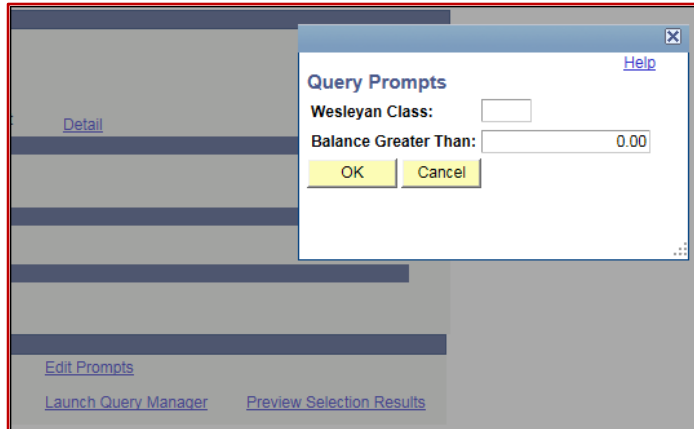 Help
Query Prompts
Wesleyan Class:
Balance Greater Than: 0.00
OK Cancel
Detail
Edit Prompts
Launch Query Manager Preview Selection Results